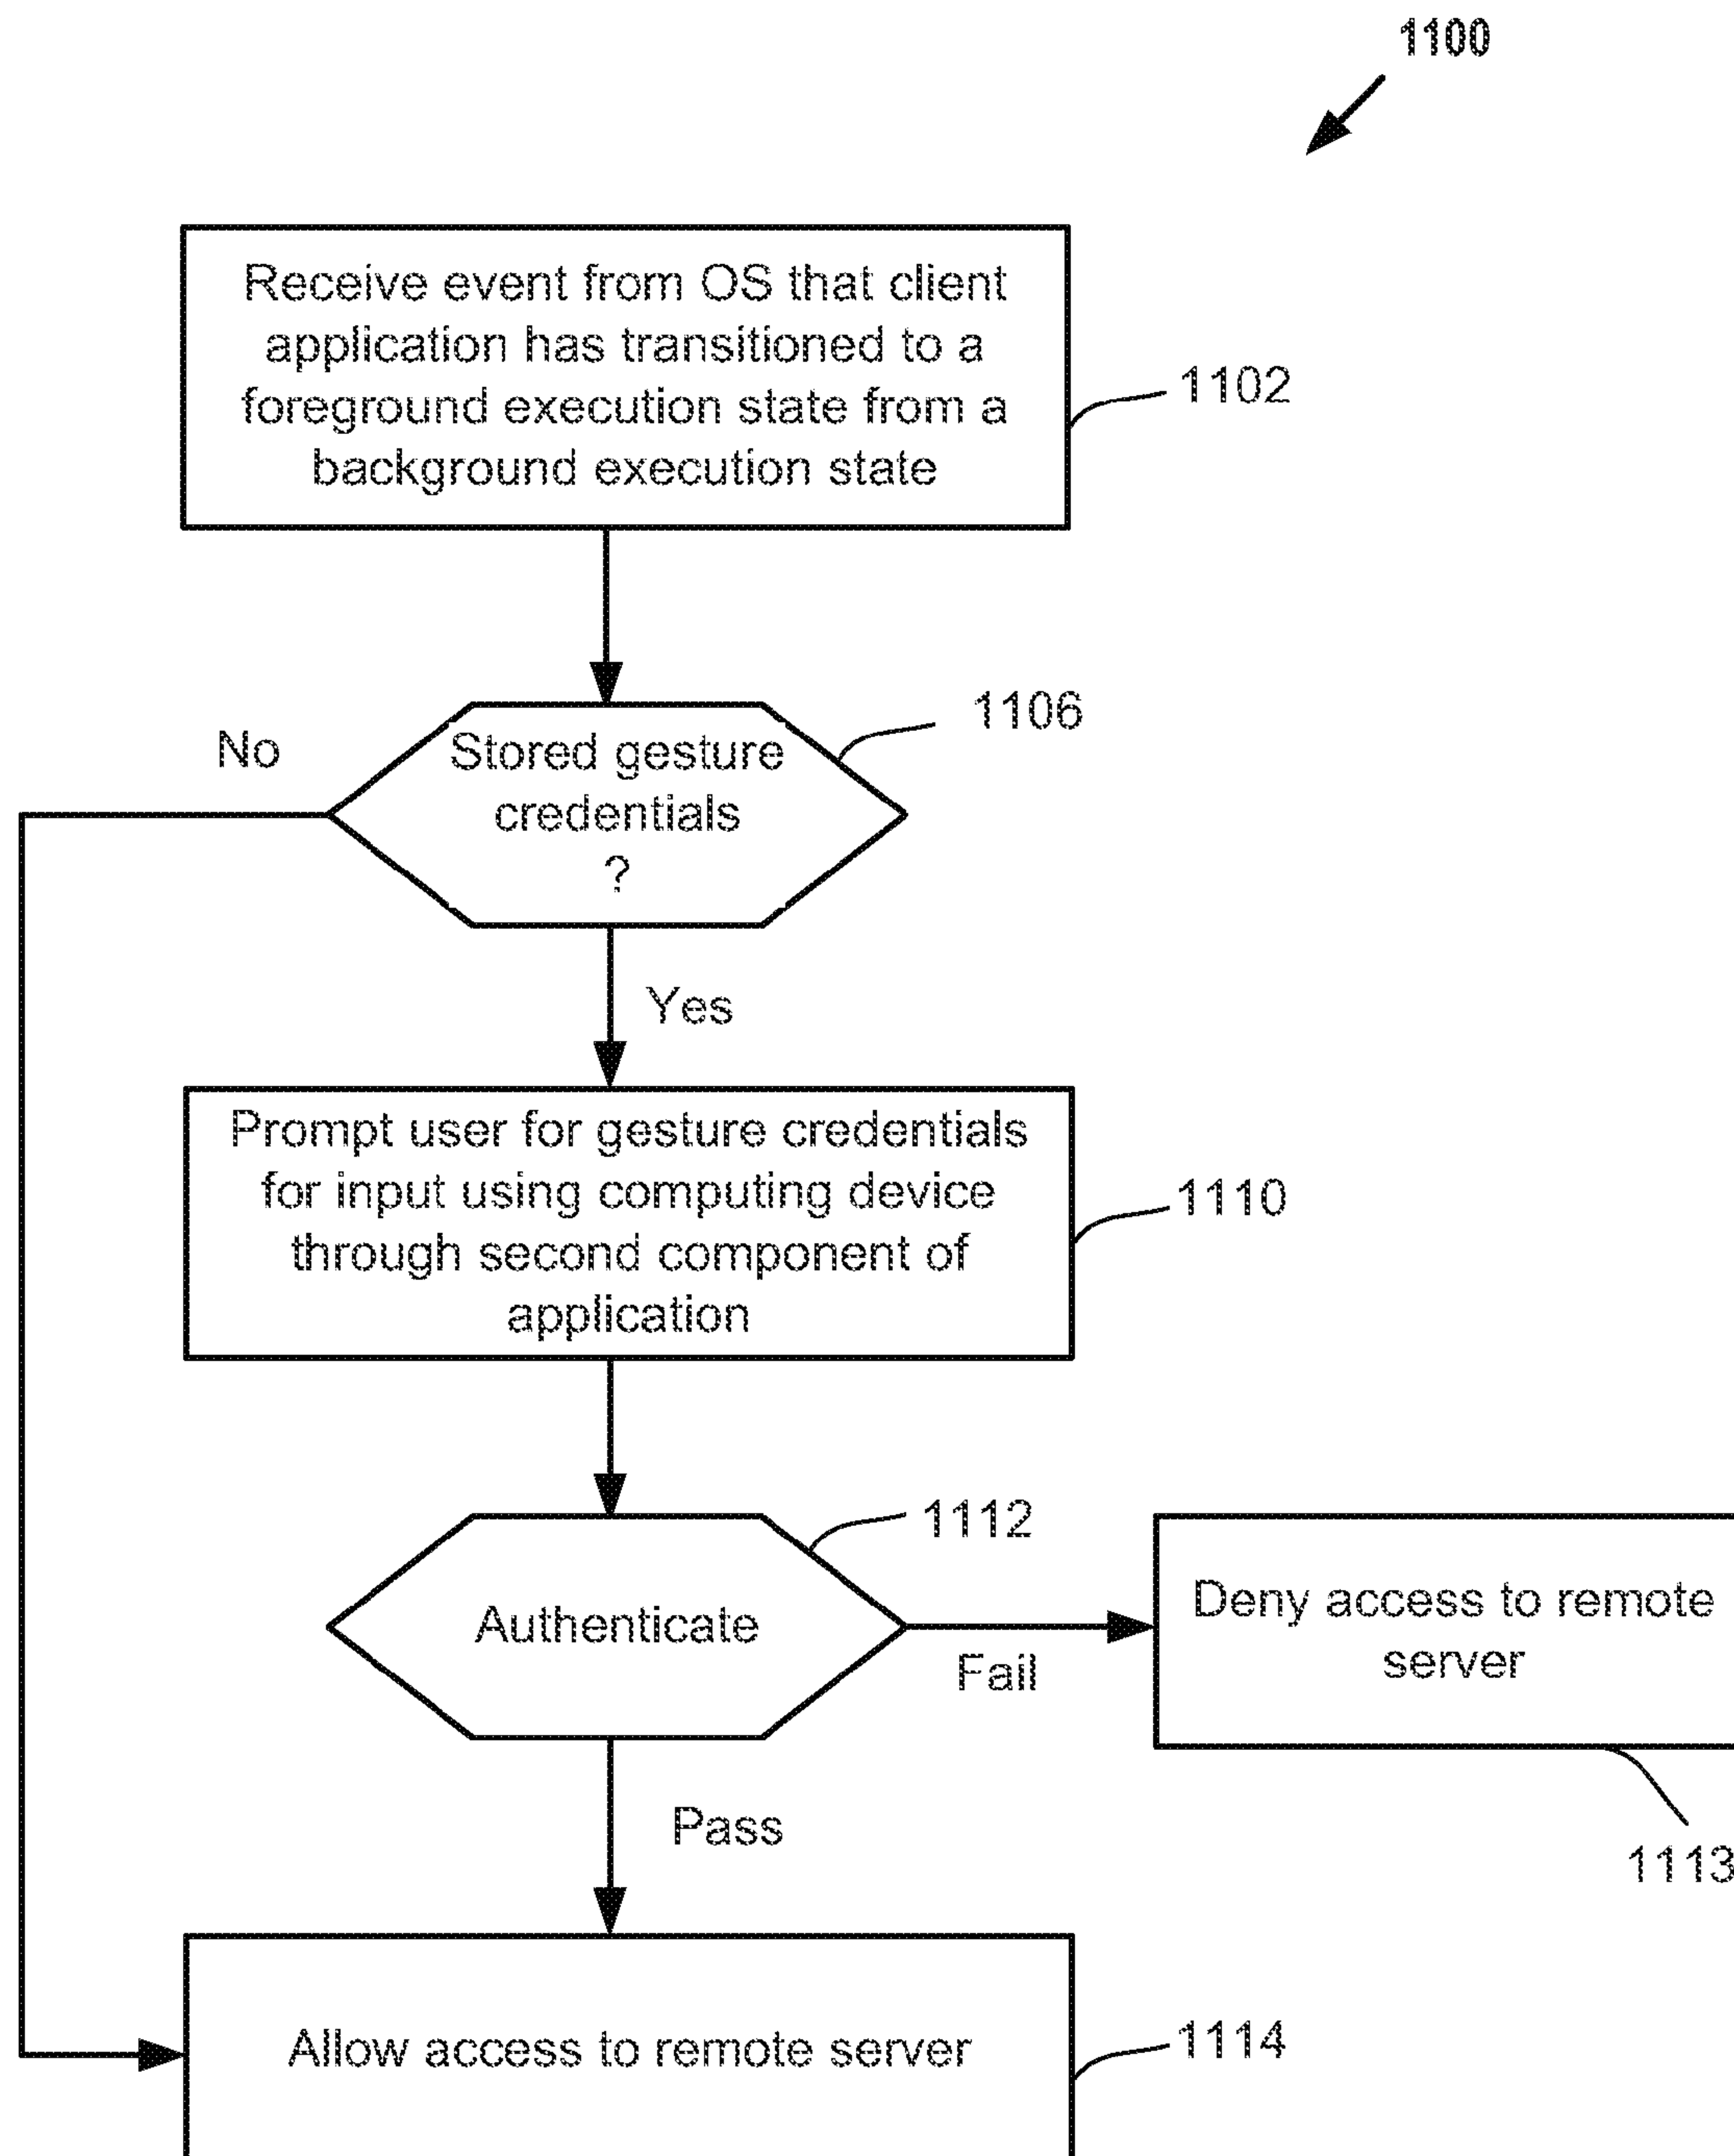 1100
Receive event from OS that client
application has transitioned to a
foreground execution state from a
background execution state
1102
No
Stored gesture
credentials
?
1106
Yes
Prompt user for gesture credentials
for input using computing device
through second component of
application
1110
Authenticate
1112
Fail
Deny access to remote
server
1113
Pass
Allow access to remote server
1114